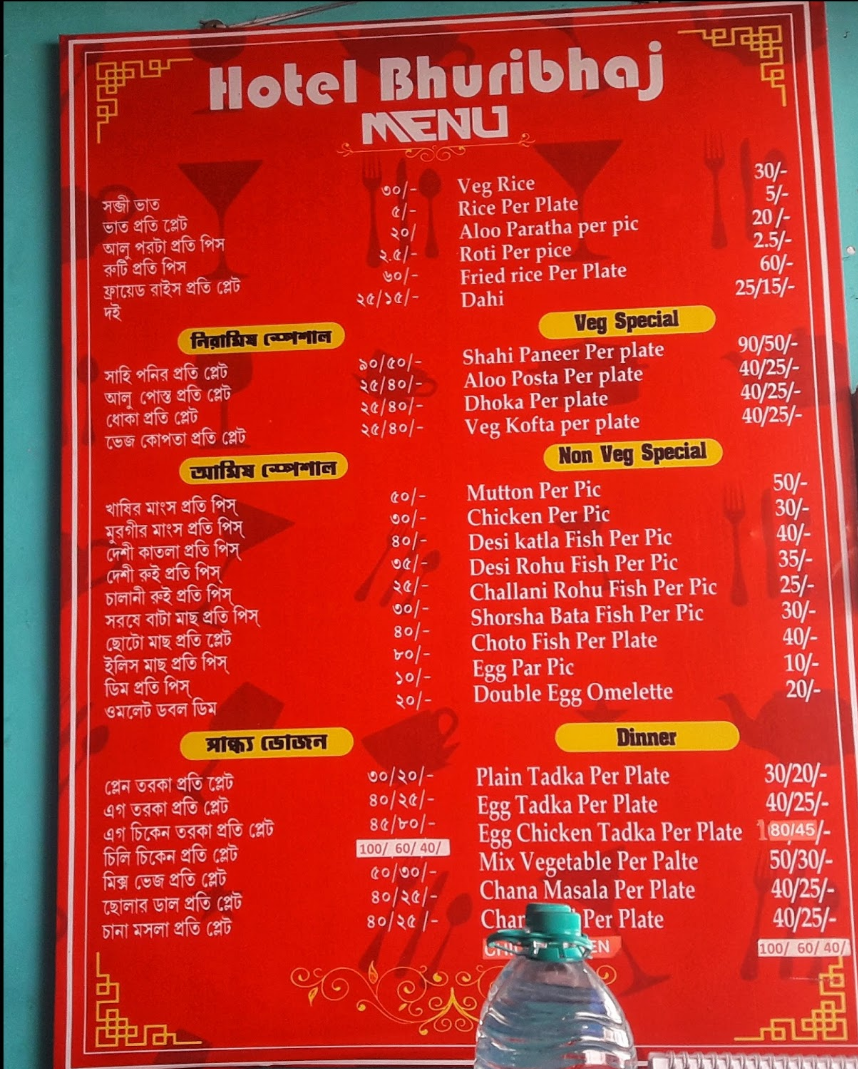 Hotel Bhuribhaj
MENU
সব্জী ভাত ৩০/-
ভাত প্রতি প্লেট ৫/-
আলু পরটা প্রতি পিস ২০/
রুটি প্রতি পিস ২.৫/-
ফ্রায়েড রাইস প্রতি প্লেট ৬০/-
দই ২৫/১৫/-
নিরামিষ স্পেশাল
সাহি পনির প্রতি প্লেট ৯০/৫০/-
আলু পোস্ত প্রতি প্লেট ২৫/৪০/-
ধোকা প্রতি প্লেট ২৫/৪০/-
ভেজ কোপতা প্রতি প্লেট ২৫/৪০/-
আমিষ স্পেশাল
খাষির মাংস প্রতি পিস্ ৫০/-
মুরগীর মাংস প্রতি পিস্ ৩০/-
দেশী কাতলা প্রতি পিস্ ৪০/-
দেশী রুই প্রতি পিস্ ৩৫/-
চালানী রুই প্রতি পিস্ ২৫/-
সরষে বাটা মাছ প্রতি পিস্ ৩০/-
ছোটো মাছ প্রতি প্লেট ৪০/-
ইলিস মাছ প্রতি পিস্ ৮০/-
ডিম প্রতি পিস্ ১০/-
ওমলেট ডবল ডিম ২০/-
সান্ধ্য ভোজন
প্লেন তরকা প্রতি প্লেট ৩০/২০/-
এগ তরকা প্রতি প্লেট ৪০/২৫/-
এগ চিকেন তরকা প্রতি প্লেট ৪৫/৮০/-
চিলি চিকেন প্রতি প্লেট 100/ 60/ 40/
মিক্স ভেজ প্রতি প্লেট ৫০/৩০/-
ছোলার ডাল প্রতি প্লেট ৪০/২৫/-
চানা মসলা প্রতি প্লেট ৪০/২৫ /-
Veg Rice 30/-
Rice Per Plate 5/-
Aloo Paratha per pic 20 /-
Roti Per pice 2.5/-
Fried rice Per Plate 60/-
Dahi 25/15/-
Veg Special
Shahi Paneer Per plate 90/50/-
Aloo Posta Per plate 40/25/-
Dhoka Per plate 40/25/-
Veg Kofta per plate 40/25/-
Non Veg Special
Mutton Per Pic 50/-
Chicken Per Pic 30/-
Desi katla Fish Per Pic 40/-
Desi Rohu Fish Per Pic 35/-
Challani Rohu Fish Per Pic 25/-
Shorsha Bata Fish Per Pic 30/-
Choto Fish Per Plate 40/-
Egg Par Pic 10/-
Double Egg Omelette 20/-
Dinner
Plain Tadka Per Plate 30/20/-
Egg Tadka Per Plate 40/25/-
Egg Chicken Tadka Per Plate 80/45/-
Mix Vegetable Per Palte 50/30/-
Chana Masala Per Plate 40/25/-
Per Plate 40/25/-
100/ 60/ 40/